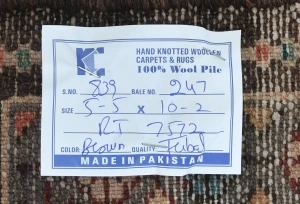 KC
HAND KNOTTED WOOLLEN
CARPETS & RUGS
100% Wool Pile
S.NO 839 BALE NO. 247
SIZE 5-5 x 10-2
RT 7572
COLOR: Brown QUALITY:
MADE IN PAKISTAN